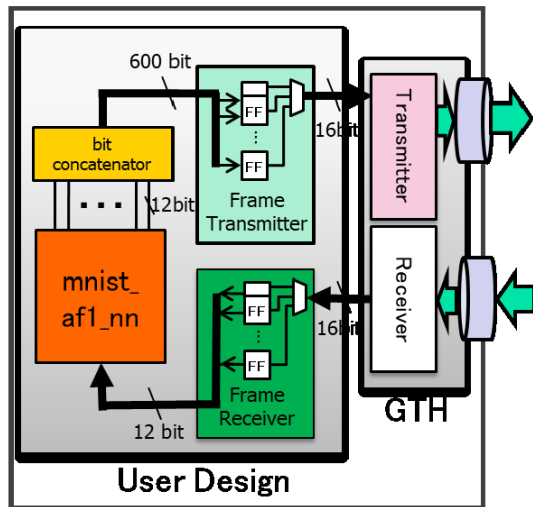 600 bit
bit
concatenator
12bit
mnist_
af1_nn
FF
FF
Frame
Transmitter
16bit
Transmitter
FF
FF
Frame
Receiver
16bit
Receiver
12 bit
GTH
User Design